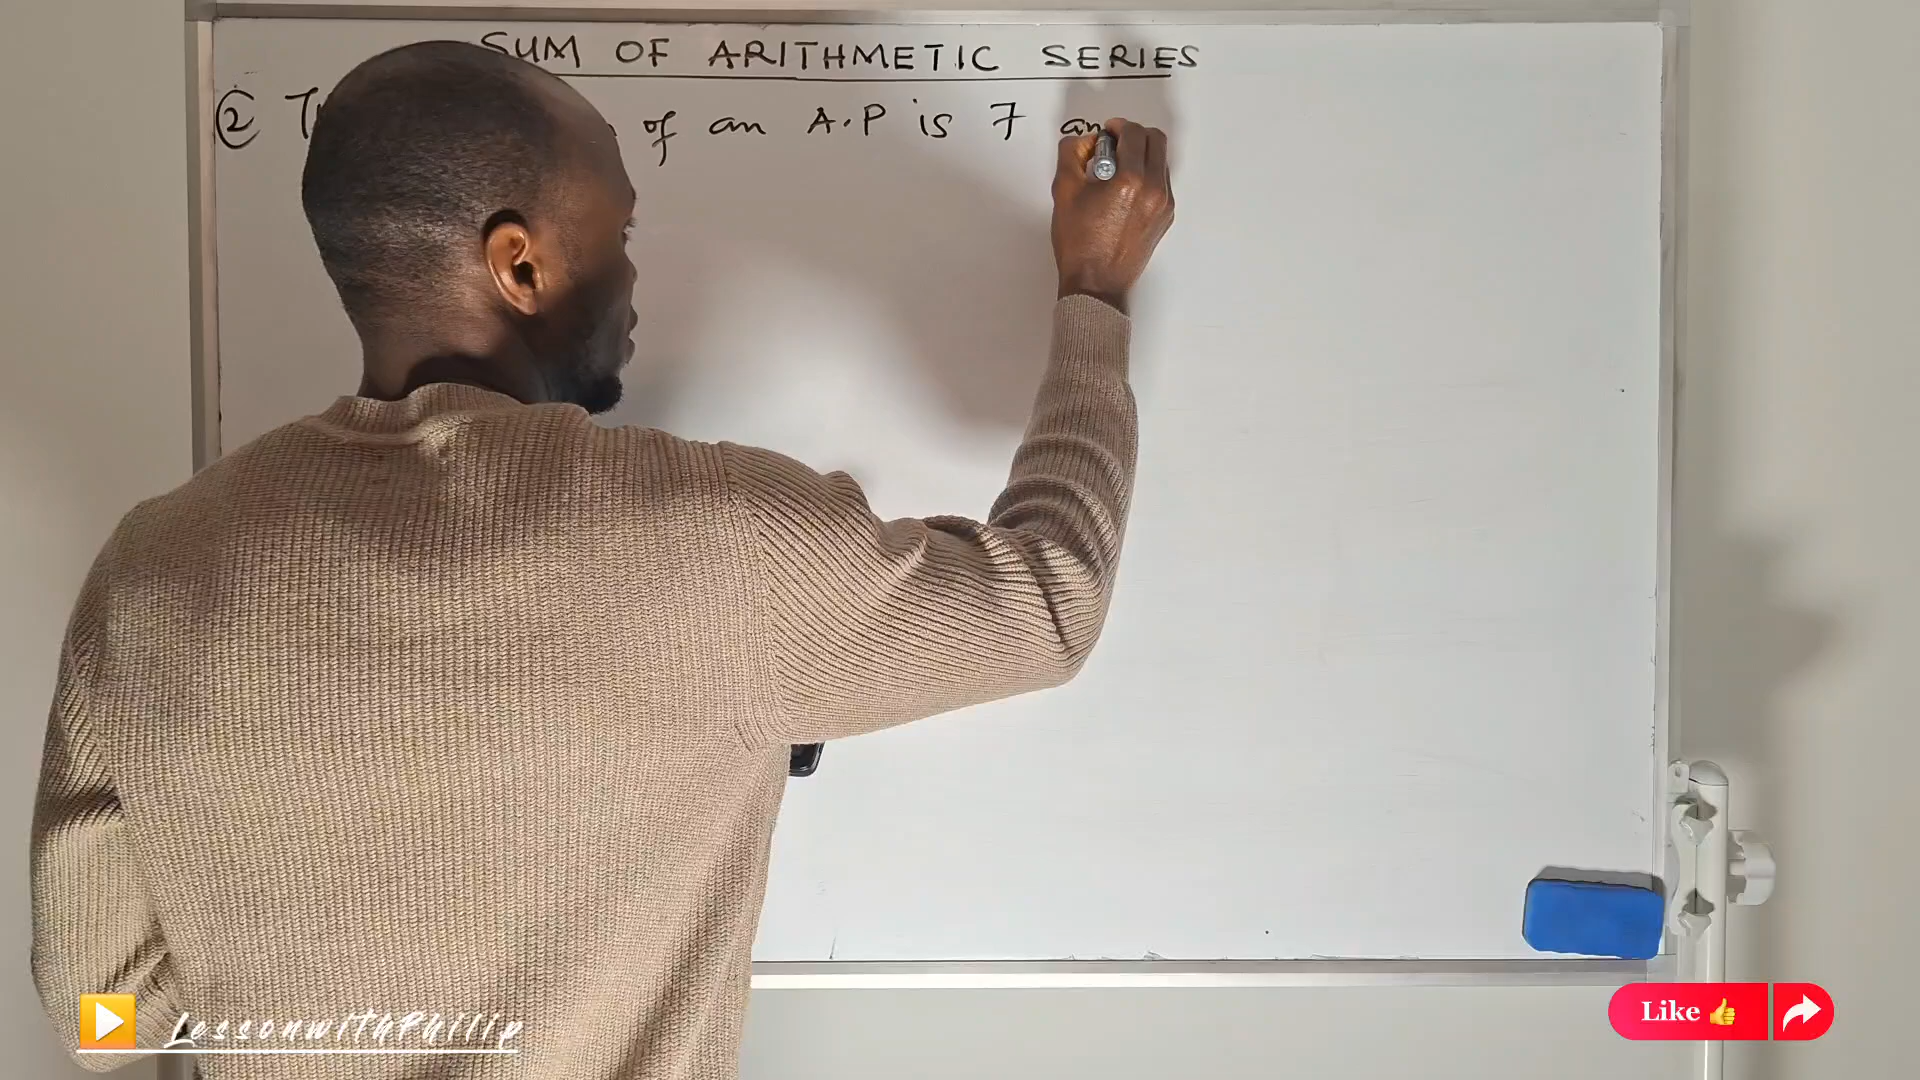 SUM OF ARITHMETIC SERIES
② of an A.P is 7 an
LessonwithPhilip
Like